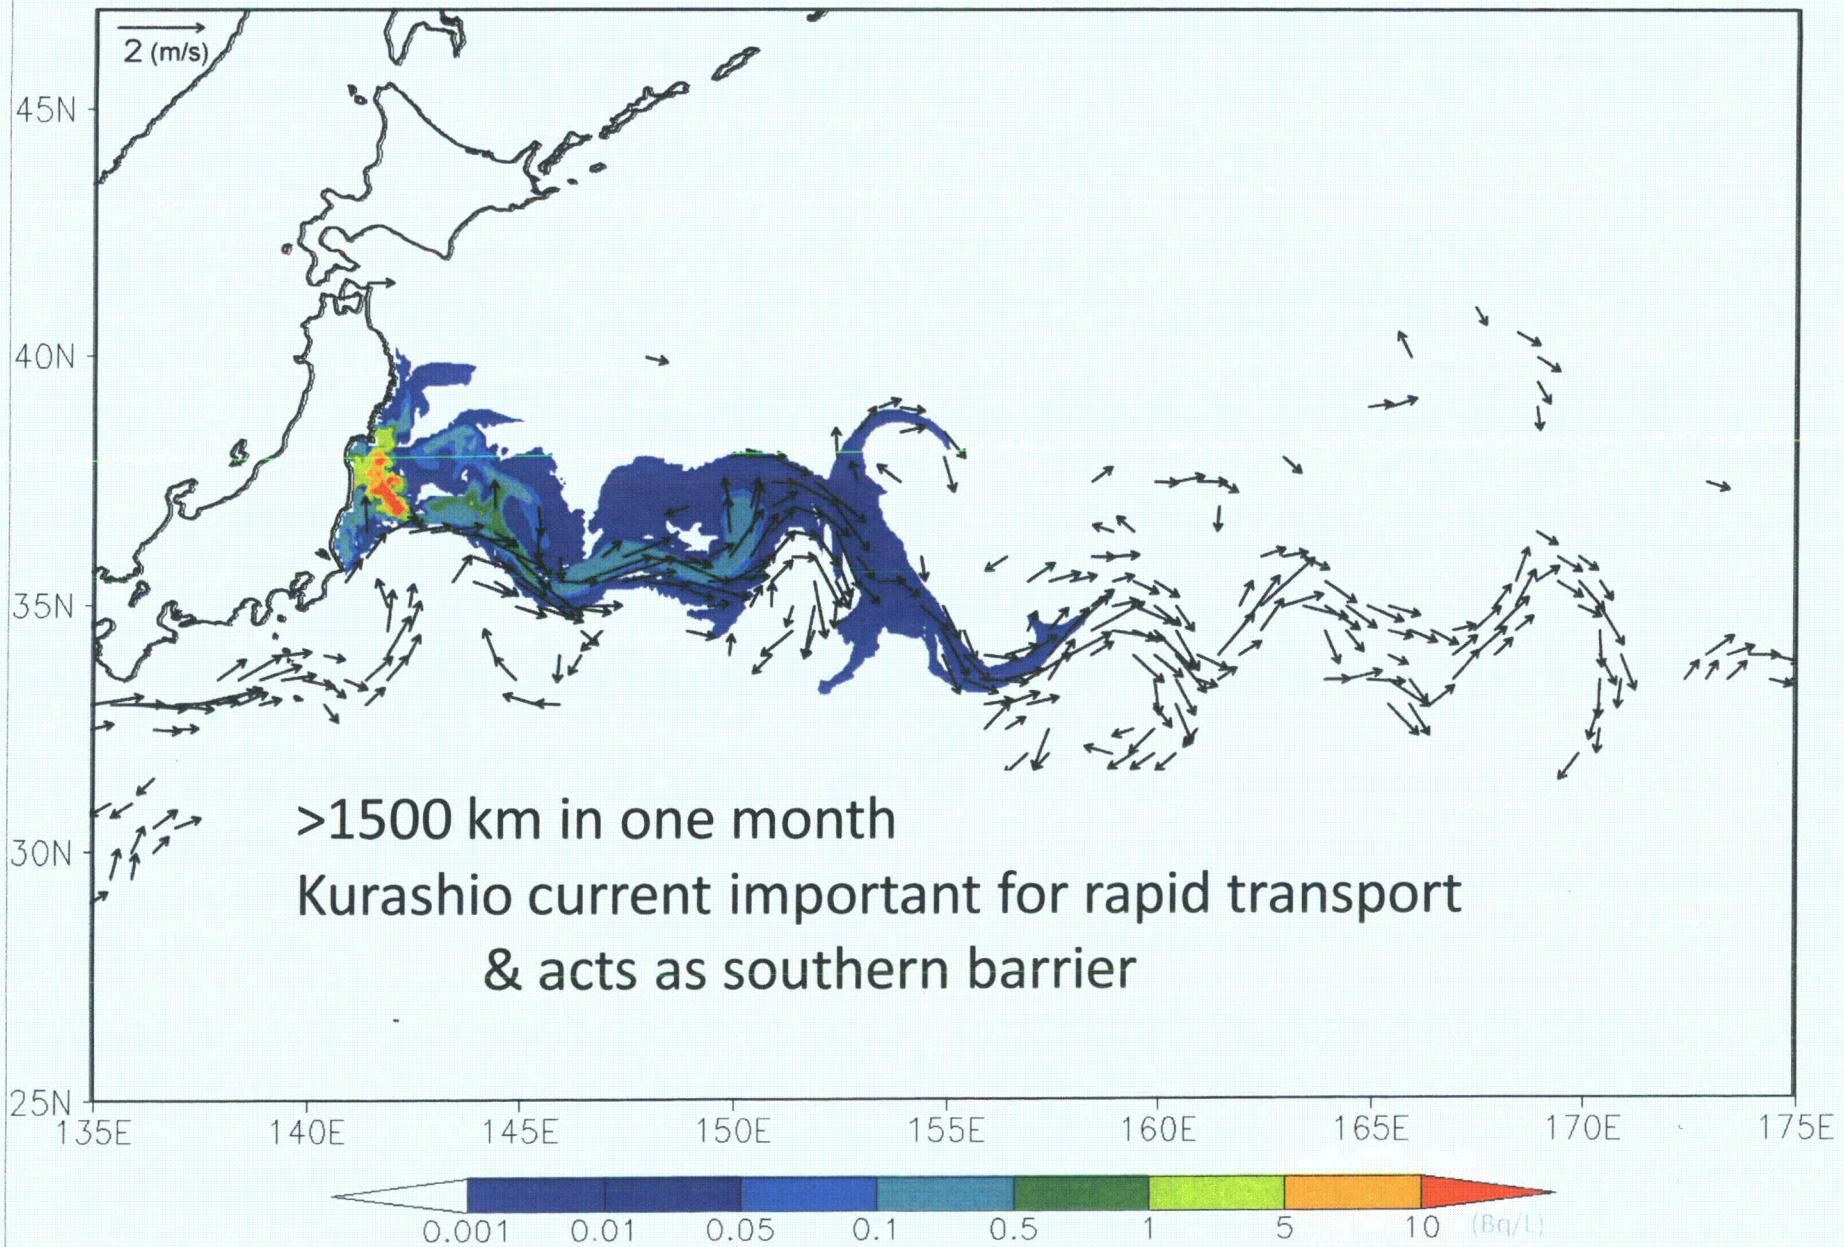 2 (m/s)
45N
40N
35N
30N
25N
>1500 km in one month
Kurashio current important for rapid transport
& acts as southern barrier
135E 140E 145E 150E 155E 160E 165E 170E 175E
0.001 0.01 0.05 0.1 0.5 1 5 10 (Bq/L)